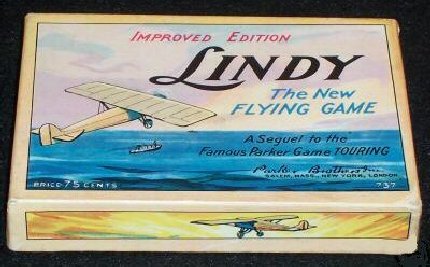 IMPROVED EDITION
LINDY
The New
FLYING GAME
A Sequel to the
Famous Parker Game TOURING
Parker Brothers Inc.
SALEM, MASS., NEW YORK, LONDON
PRICE 75 CENTS
737